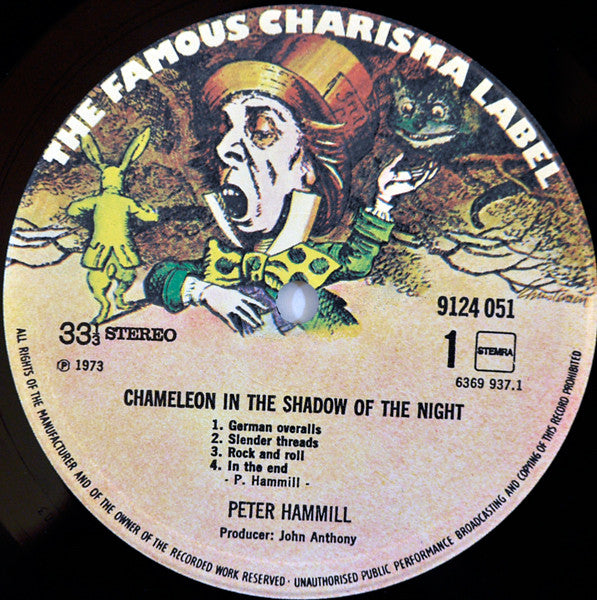 THE FAMOUS CHARISMA LABEL
9124 051
33⅓ STEREO
1
STEMRA
℗ 1973
6369 937.1
CHAMELEON IN THE SHADOW OF THE NIGHT
1. German overalls
2. Slender threads
3. Rock and roll
4. In the end
- P. Hammill -
PETER HAMMILL
Producer: John Anthony
ALL RIGHTS OF THE MANUFACTURER AND OF THE OWNER OF THE RECORDED WORK RESERVED · UNAUTHORISED PUBLIC PERFORMANCE BROADCASTING AND COPYING OF THIS RECORD PROHIBITED